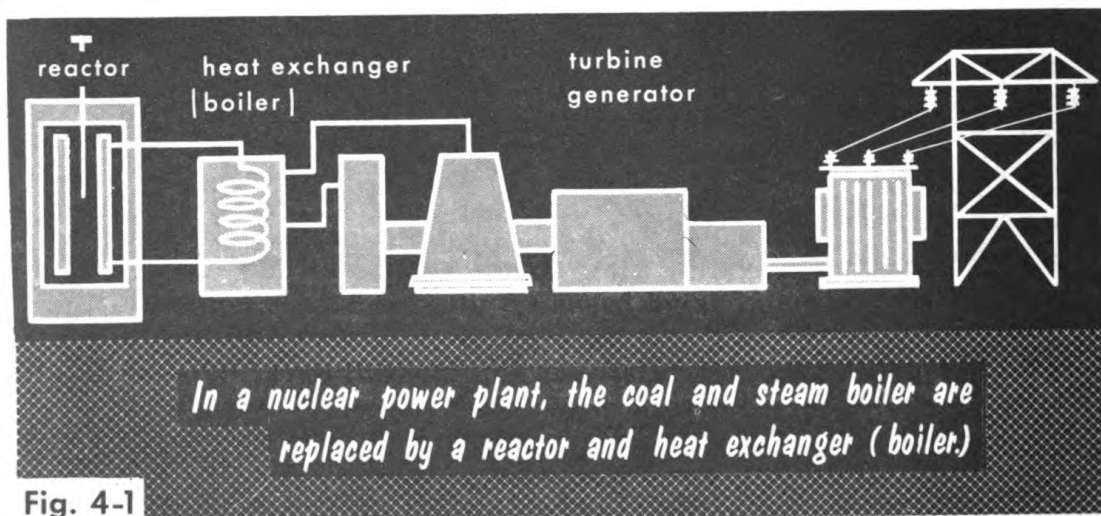 reactor
heat exchanger
(boiler)
turbine
generator
In a nuclear power plant, the coal and steam boiler are
replaced by a reactor and heat exchanger (boiler.)
Fig. 4-1